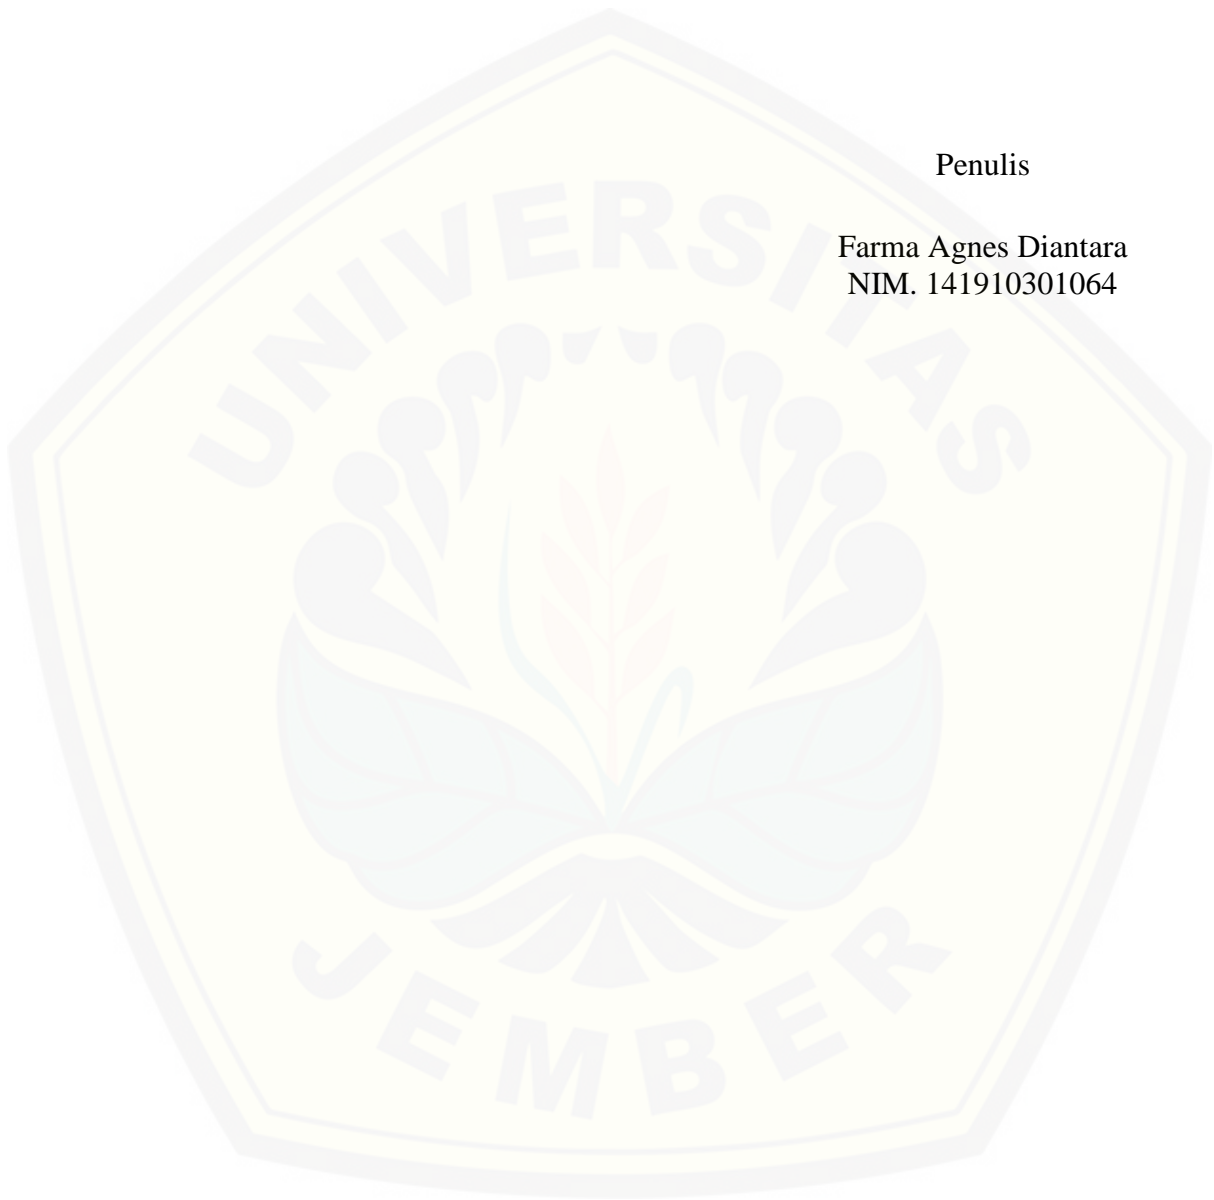 Penulis
Farma Agnes Diantara
NIM. 141910301064
UNIVERSITAS
JEMBER